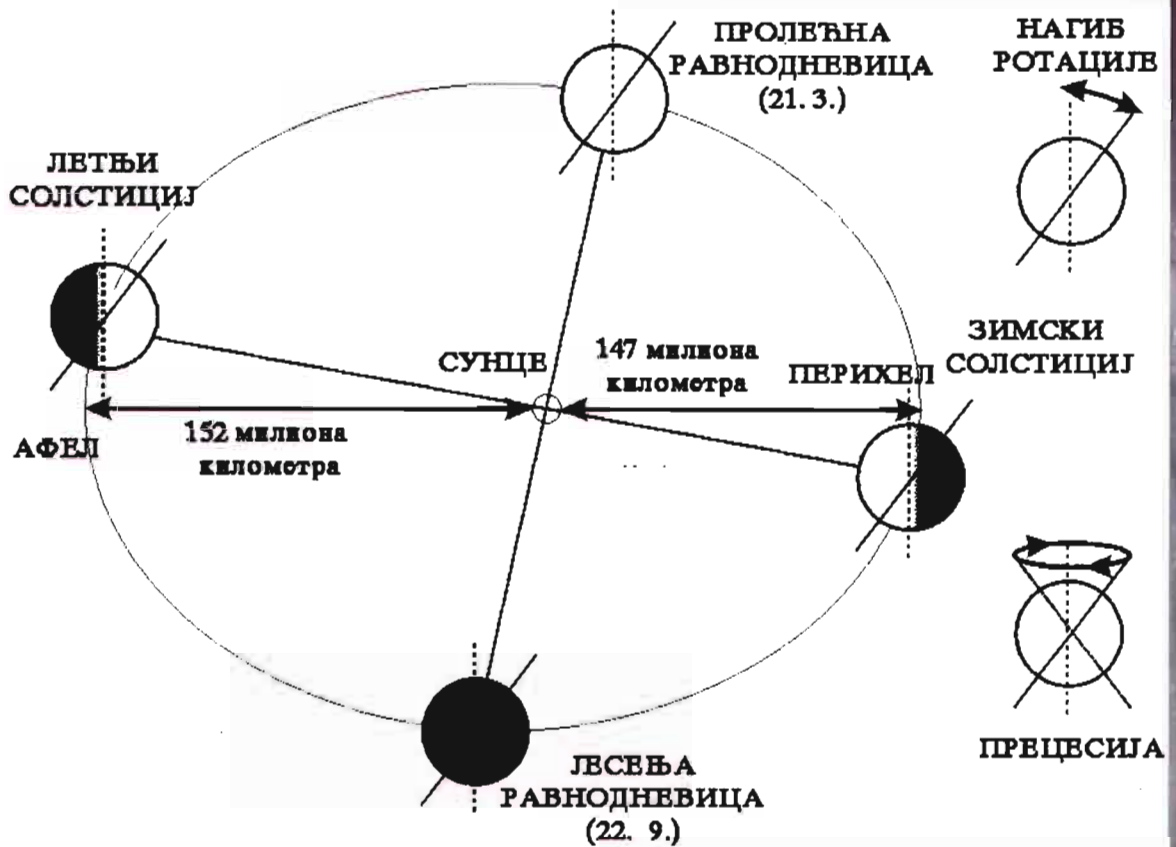 ПРОЛЕЋНА
РАВНОДНЕВИЦА
(21. 3.)
НАГИБ
РОТАЦИЈЕ
ЛЕТЊИ
СОЛСТИЦИЈ
СУНЦЕ
147 милиона
километра
ПЕРИХЕЛ
ЗИМСКИ
СОЛСТИЦИЈ
АФЕЛ
152 милиона
километра
ЈЕСЕЊА
РАВНОДНЕВИЦА
(22. 9.)
ПРЕЦЕСИЈА